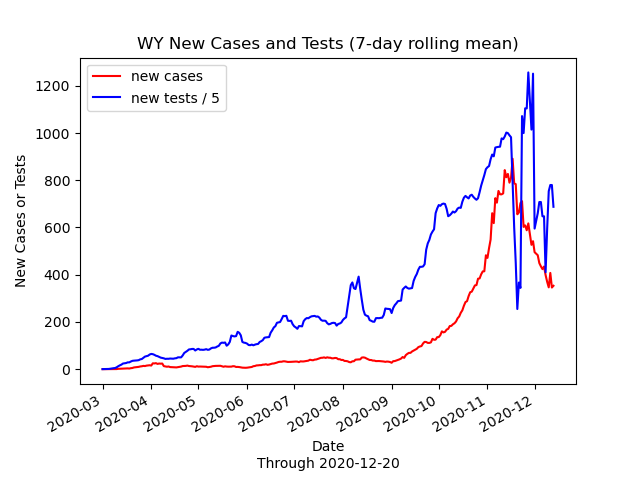 WY New Cases and Tests (7-day rolling mean)
new cases
new tests / 5
New Cases or Tests
1200
1000
800
600
400
200
0
2020-03
2020-04
2020-05
2020-06
2020-07
2020-08
2020-09
2020-10
2020-11
2020-12
Date
Through 2020-12-20